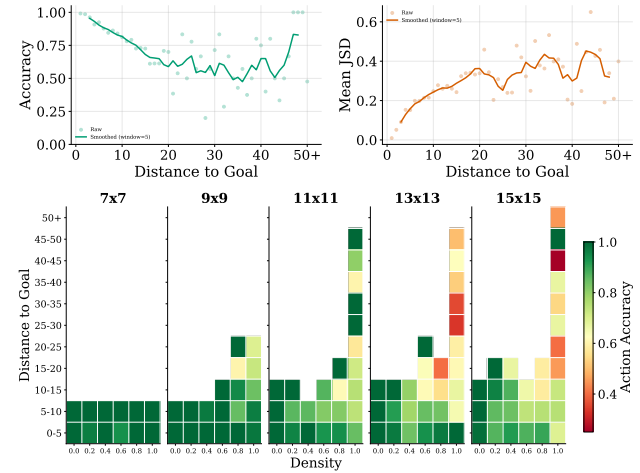 1.00
0.75
0.50
0.25
0.00
Accuracy
Raw
Smoothed (window=5)
0 10 20 30 40 50+
Distance to Goal
0.6
0.4
0.2
0.0
Mean JSD
Raw
Smoothed (window=5)
0 10 20 30 40 50+
Distance to Goal
7x7 9x9 11x11 13x13 15x15
50+
45-50
40-45
35-40
30-35
25-30
20-25
15-20
10-15
5-10
0-5
Distance to Goal
0.0 0.2 0.4 0.6 0.8 1.0 0.0 0.2 0.4 0.6 0.8 1.0 0.0 0.2 0.4 0.6 0.8 1.0 0.0 0.2 0.4 0.6 0.8 1.0 0.0 0.2 0.4 0.6 0.8 1.0
Density
1.0
0.8
0.6
0.4
Action Accuracy